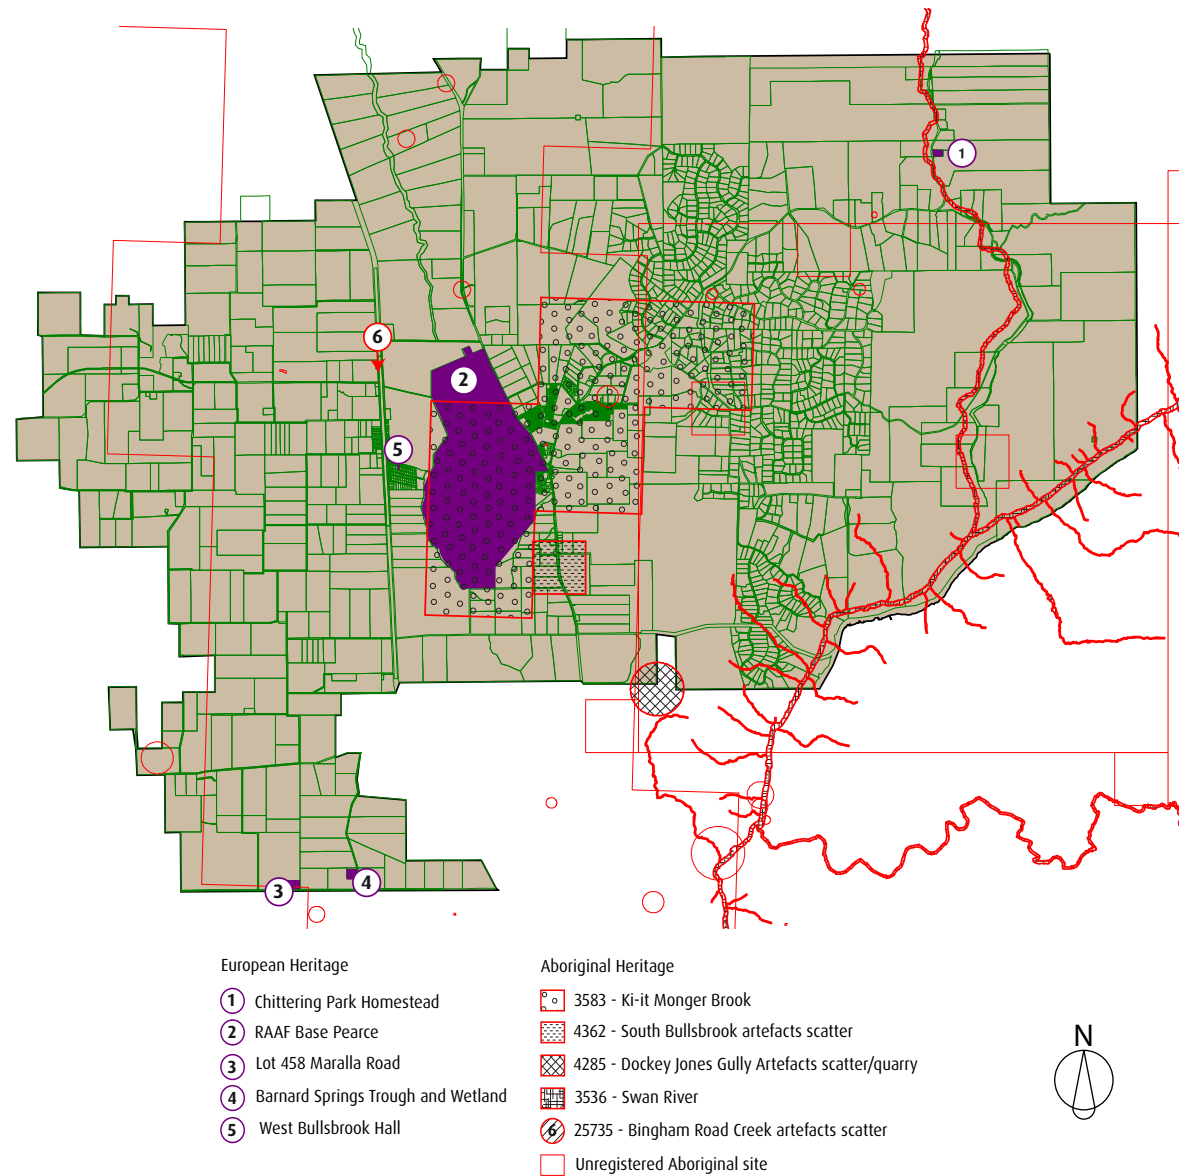 1
6
2
5
3
4
European Heritage
1 Chittering Park Homestead
2 RAAF Base Pearce
3 Lot 458 Maralla Road
4 Barnard Springs Trough and Wetland
5 West Bullsbrook Hall
Aboriginal Heritage
3583 - Ki-it Monger Brook
4362 - South Bullsbrook artefacts scatter
4285 - Dockey Jones Gully Artefacts scatter/quarry
3536 - Swan River
6 25735 - Bingham Road Creek artefacts scatter
Unregistered Aboriginal site
N